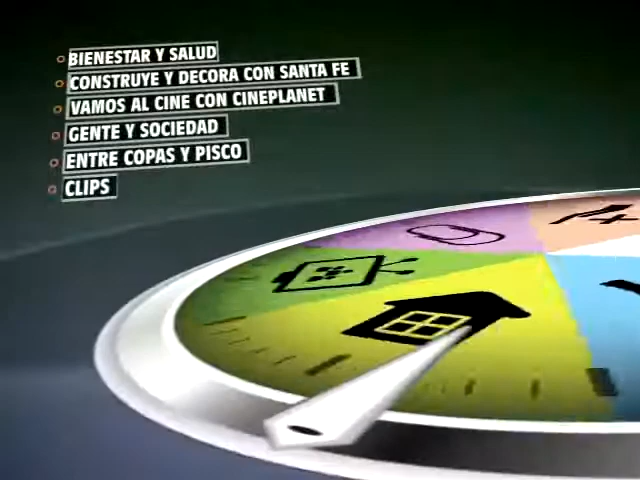 BIENESTAR Y SALUD
CONSTRUYE Y DECORA CON SANTA FE
VAMOS AL CINE CON CINEPLANET
GENTE Y SOCIEDAD
ENTRE COPAS Y PISCO
CLIPS